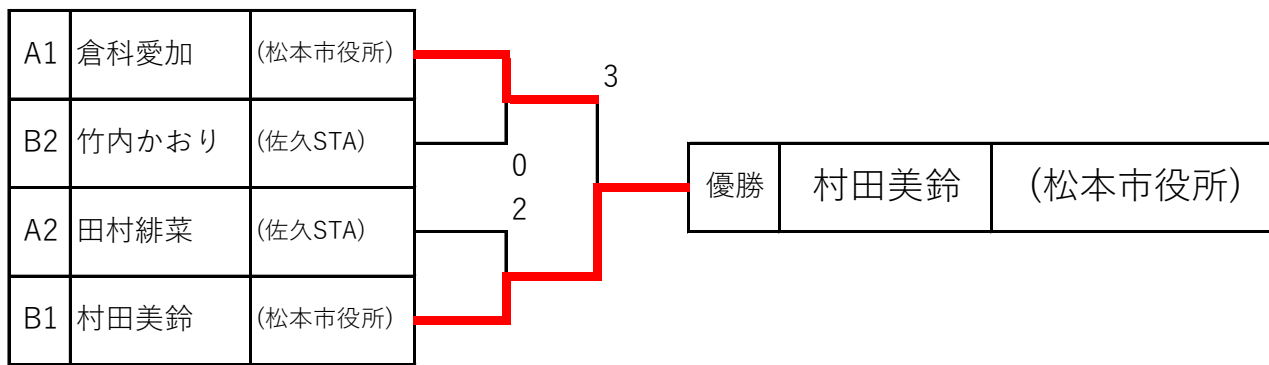 A1 倉科愛加 (松本市役所)
3
B2 竹内かおり (佐久STA)
0
優勝 村田美鈴 (松本市役所)
2
A2 田村緋菜 (佐久STA)
B1 村田美鈴 (松本市役所)